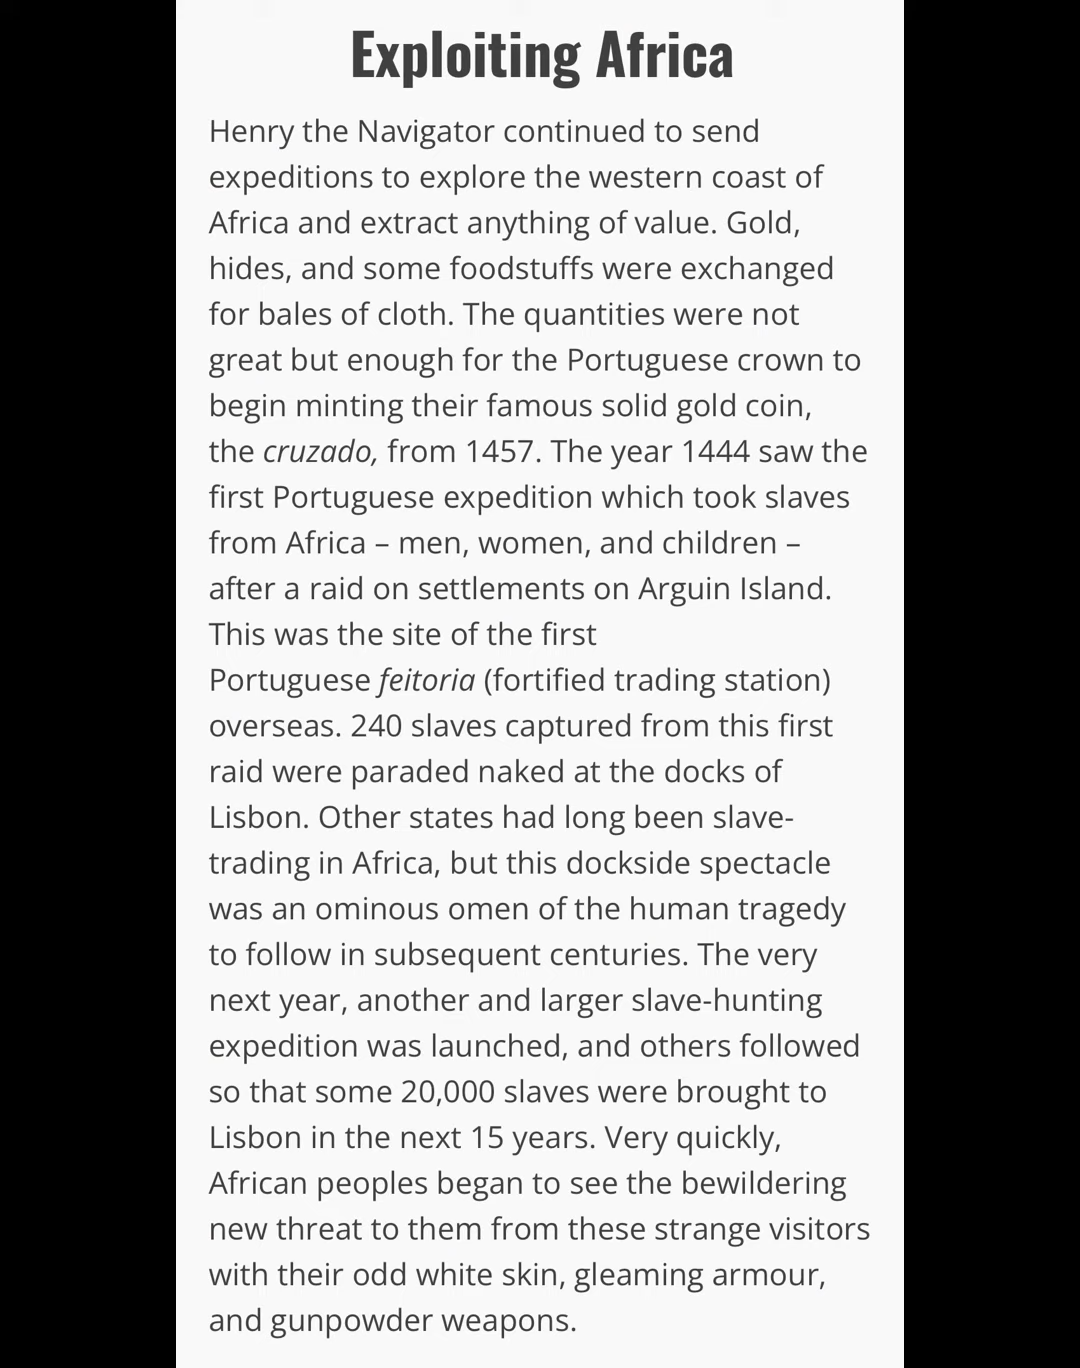 Exploiting Africa
Henry the Navigator continued to send
expeditions to explore the western coast of
Africa and extract anything of value. Gold,
hides, and some foodstuffs were exchanged
for bales of cloth. The quantities were not
great but enough for the Portuguese crown to
begin minting their famous solid gold coin,
the cruzado, from 1457. The year 1444 saw the
first Portuguese expedition which took slaves
from Africa – men, women, and children –
after a raid on settlements on Arguin Island.
This was the site of the first
Portuguese feitoria (fortified trading station)
overseas. 240 slaves captured from this first
raid were paraded naked at the docks of
Lisbon. Other states had long been slave-
trading in Africa, but this dockside spectacle
was an ominous omen of the human tragedy
to follow in subsequent centuries. The very
next year, another and larger slave-hunting
expedition was launched, and others followed
so that some 20,000 slaves were brought to
Lisbon in the next 15 years. Very quickly,
African peoples began to see the bewildering
new threat to them from these strange visitors
with their odd white skin, gleaming armour,
and gunpowder weapons.